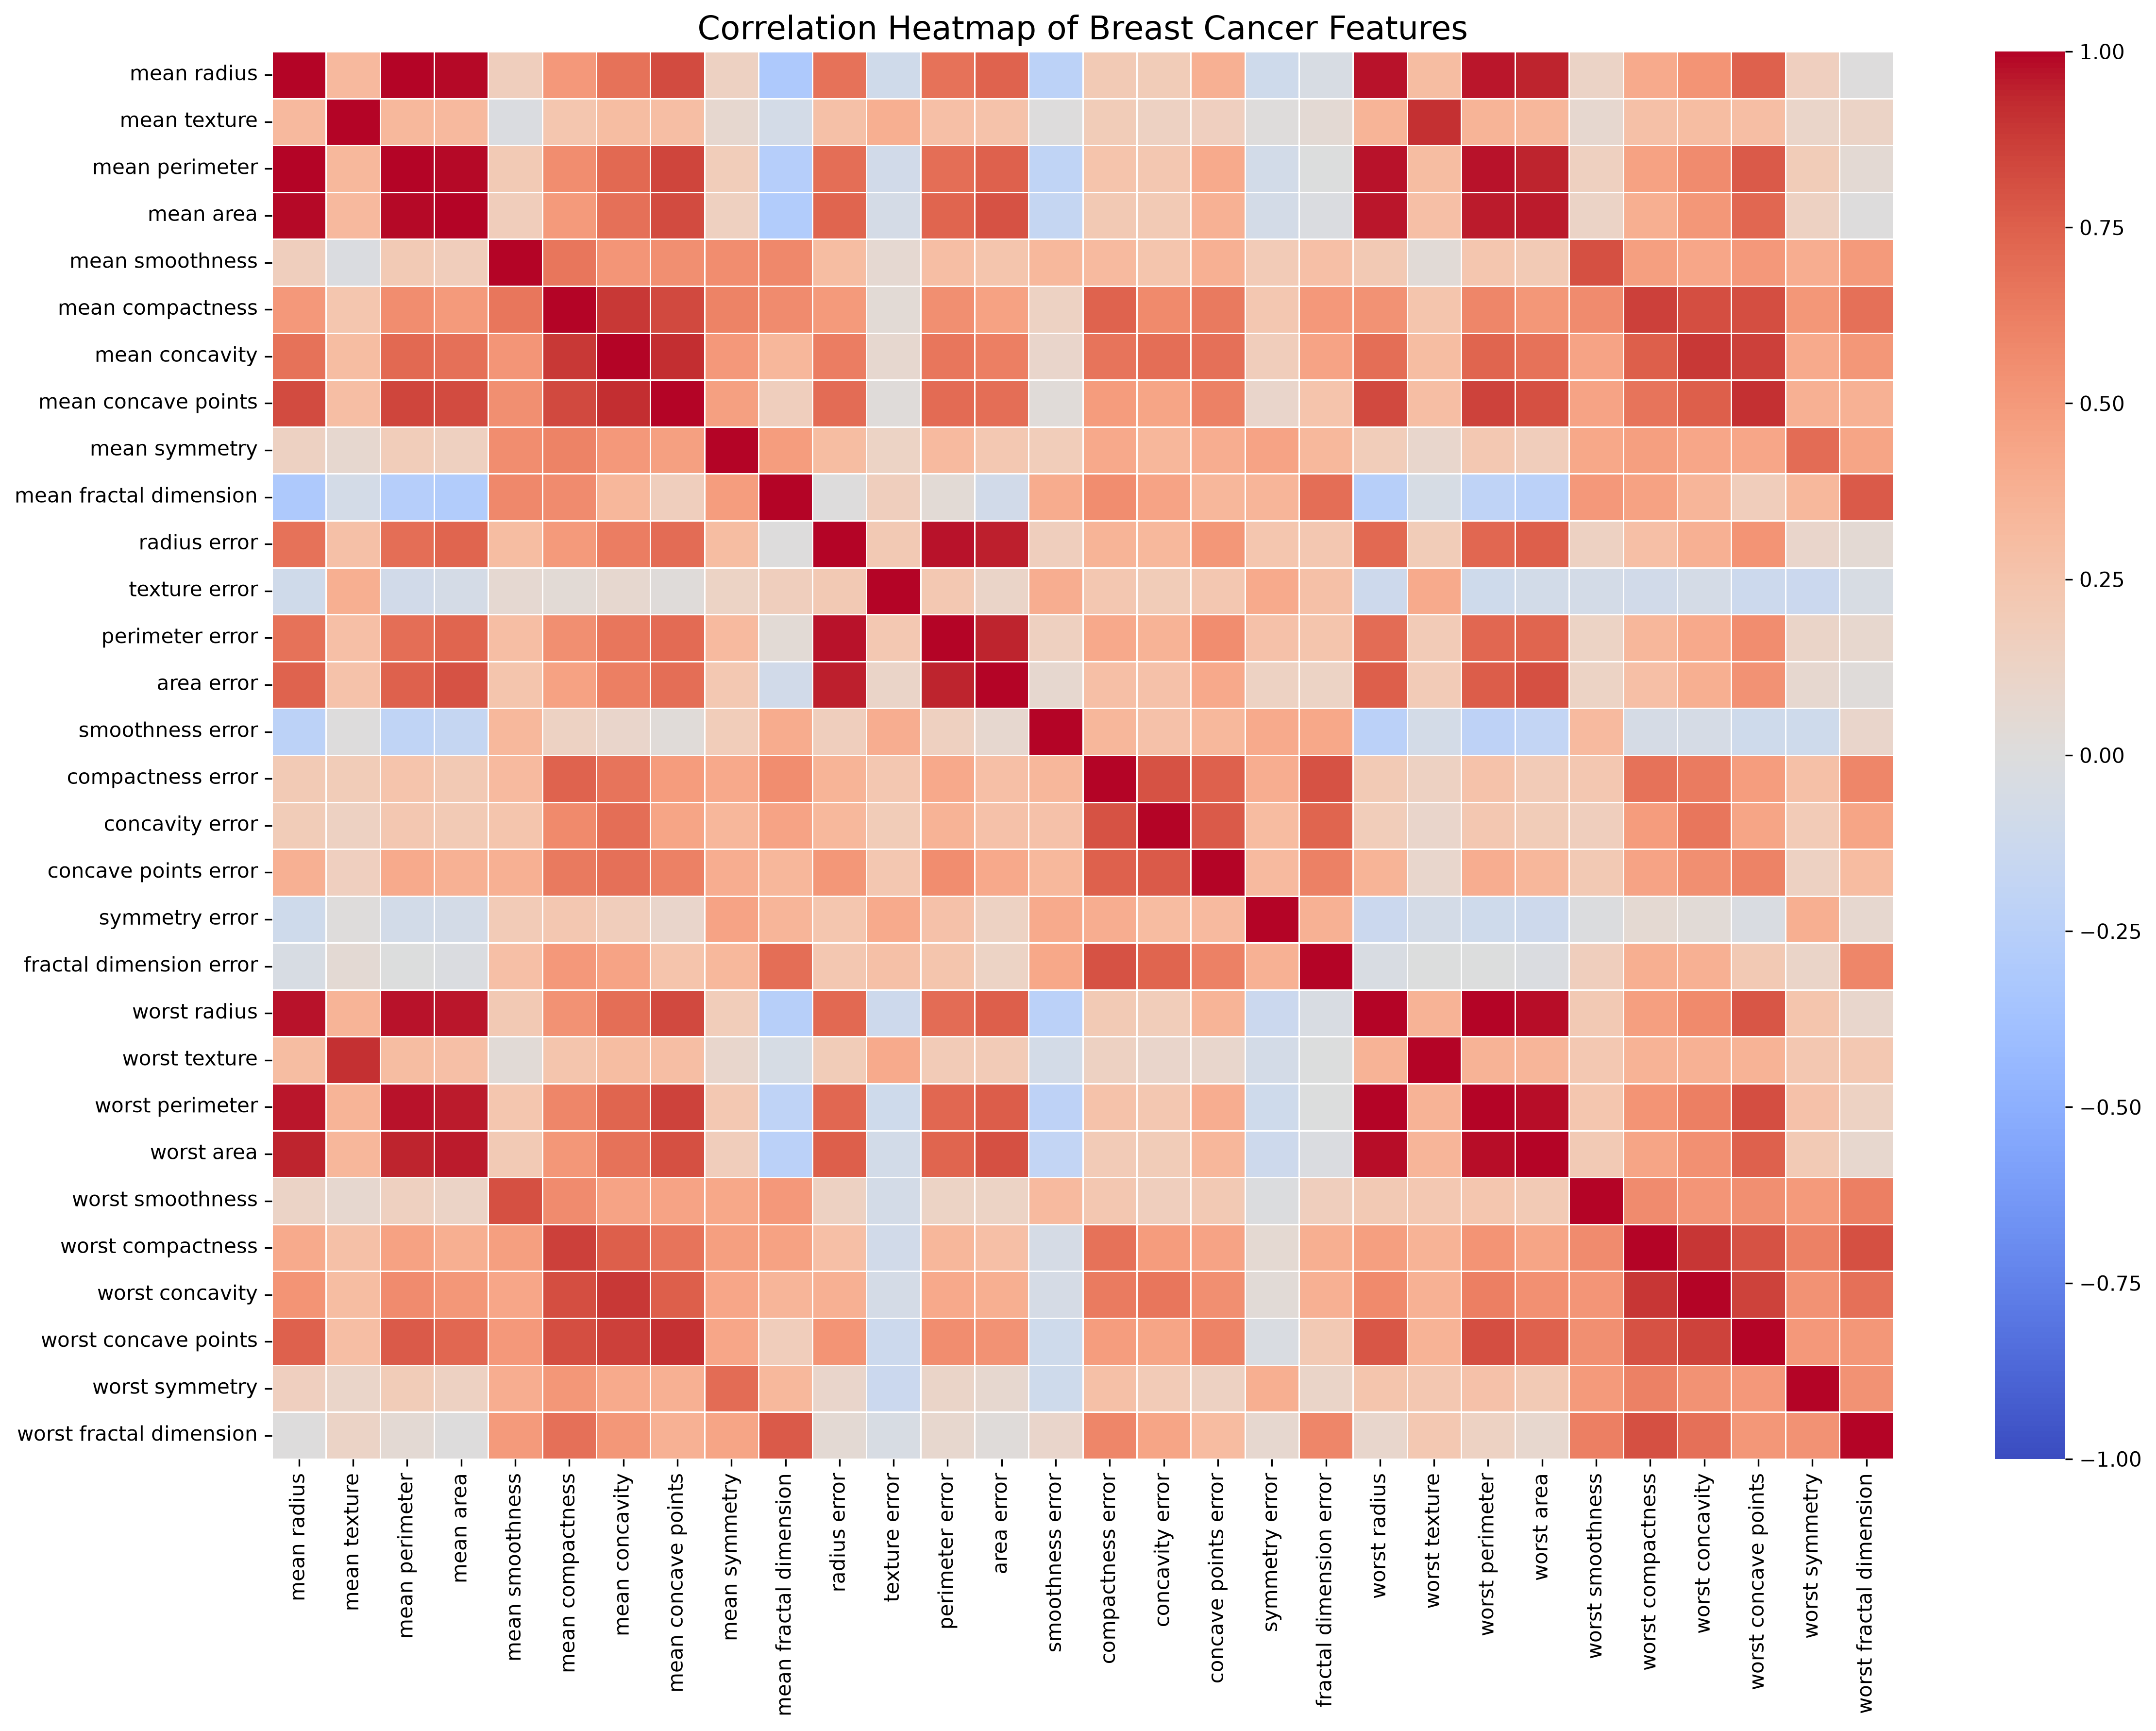 Correlation Heatmap of Breast Cancer Features
mean radius
mean texture
mean perimeter
mean area
mean smoothness
mean compactness
mean concavity
mean concave points
mean symmetry
mean fractal dimension
radius error
texture error
perimeter error
area error
smoothness error
compactness error
concavity error
concave points error
symmetry error
fractal dimension error
worst radius
worst texture
worst perimeter
worst area
worst smoothness
worst compactness
worst concavity
worst concave points
worst symmetry
worst fractal dimension
mean radius
mean texture
mean perimeter
mean area
mean smoothness
mean compactness
mean concavity
mean concave points
mean symmetry
mean fractal dimension
radius error
texture error
perimeter error
area error
smoothness error
compactness error
concavity error
concave points error
symmetry error
fractal dimension error
worst radius
worst texture
worst perimeter
worst area
worst smoothness
worst compactness
worst concavity
worst concave points
worst symmetry
worst fractal dimension
1.00
0.75
0.50
0.25
0.00
−0.25
−0.50
−0.75
−1.00